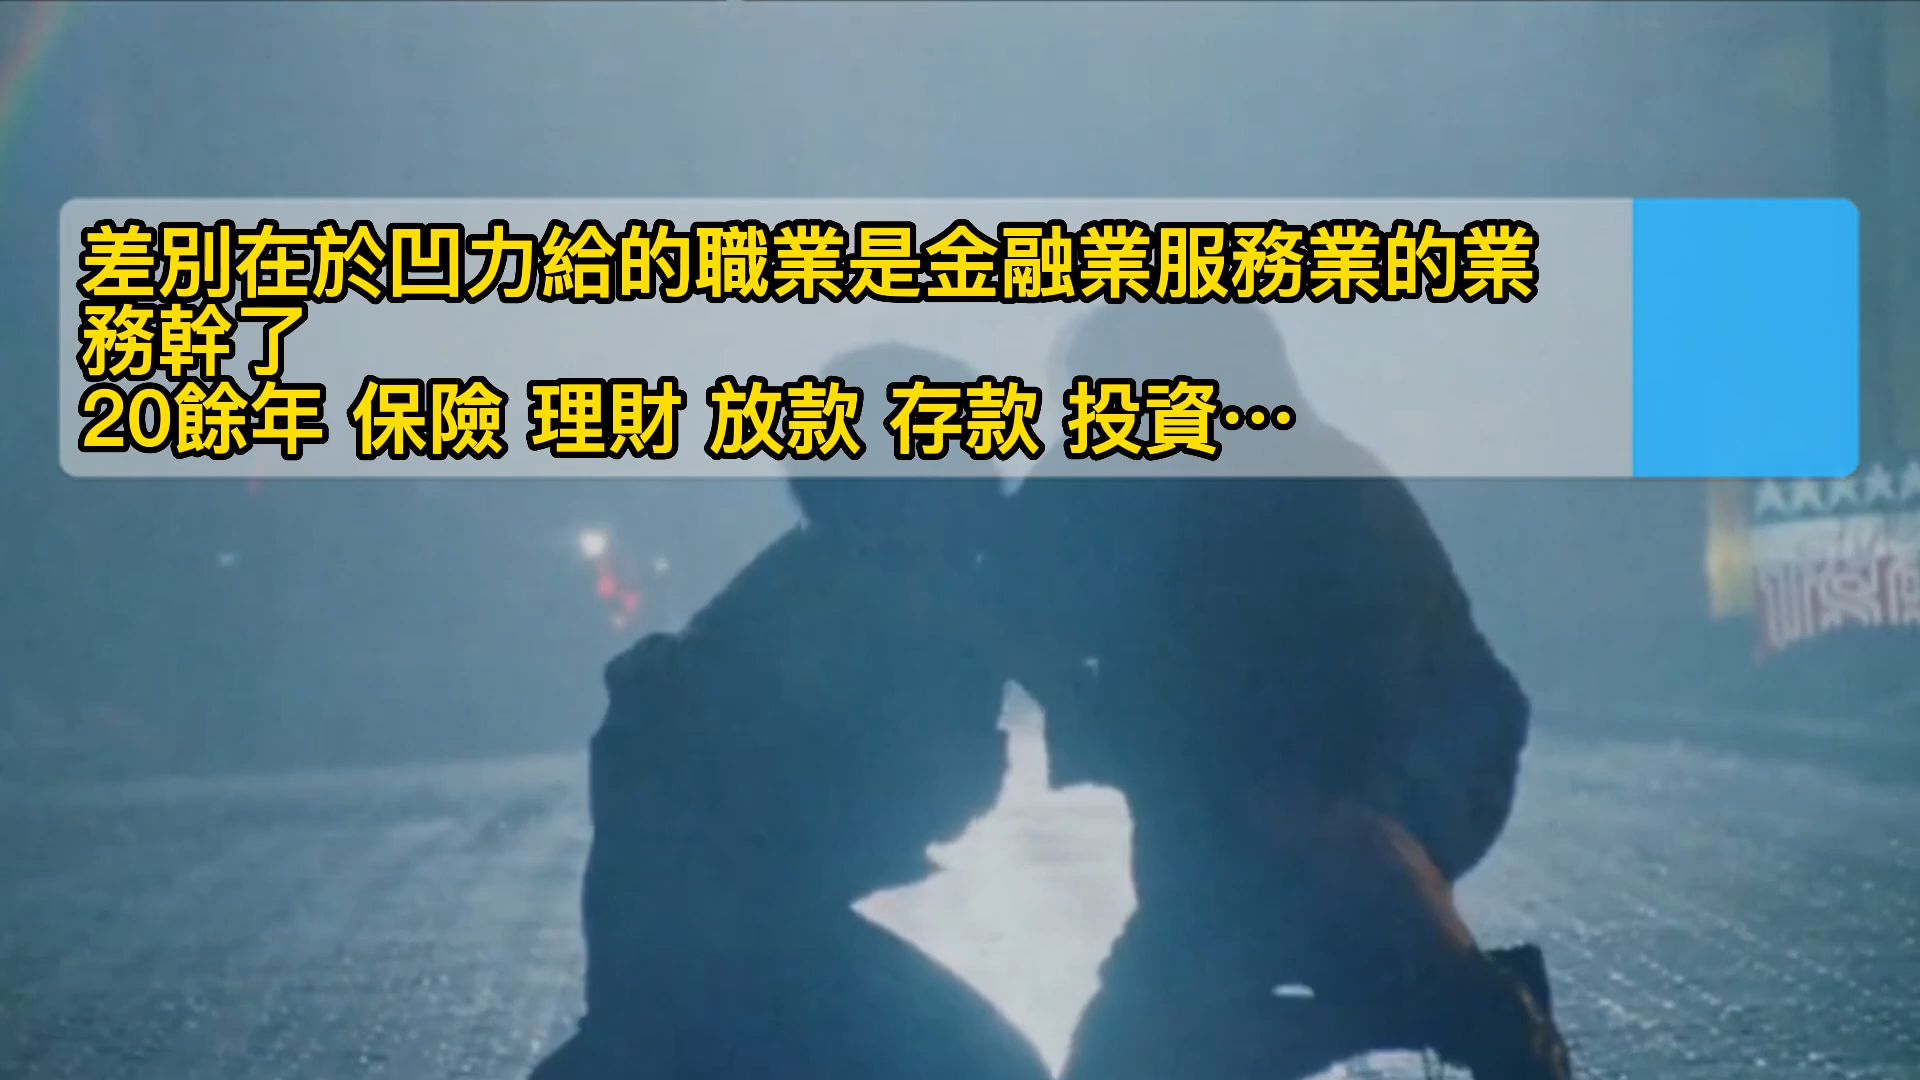 差別在於凹力給的職業是金融業服務業的業
務幹了
20餘年 保險 理財 放款 存款 投資…